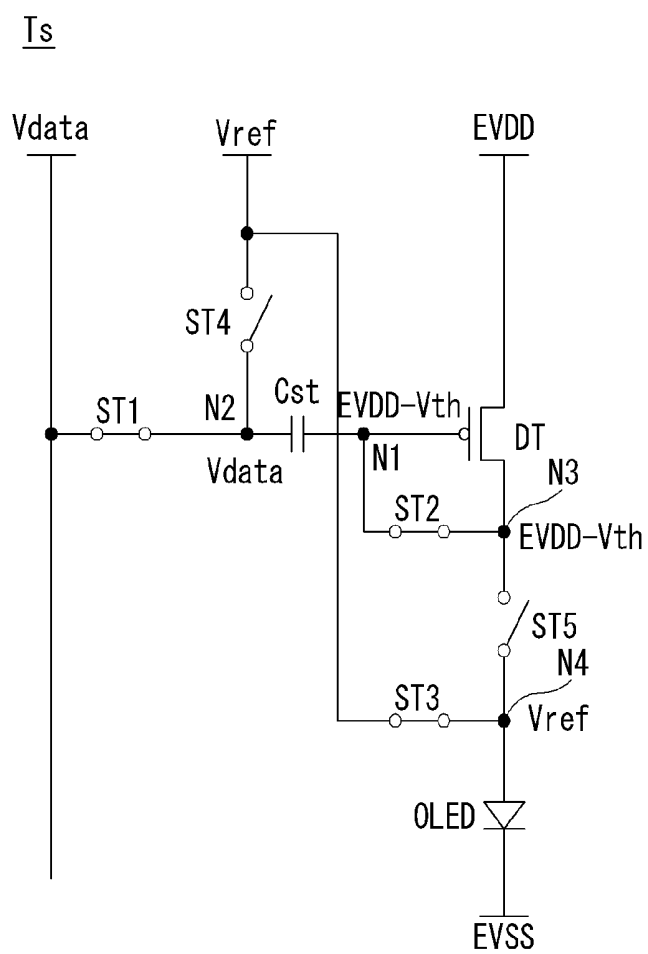 Ts
Vdata
Vref
EVDD
ST4
Cst
ST1
N2
EVDD-Vth
DT
Vdata
N1
N3
ST2
EVDD-Vth
ST5
N4
ST3
Vref
OLED
EVSS